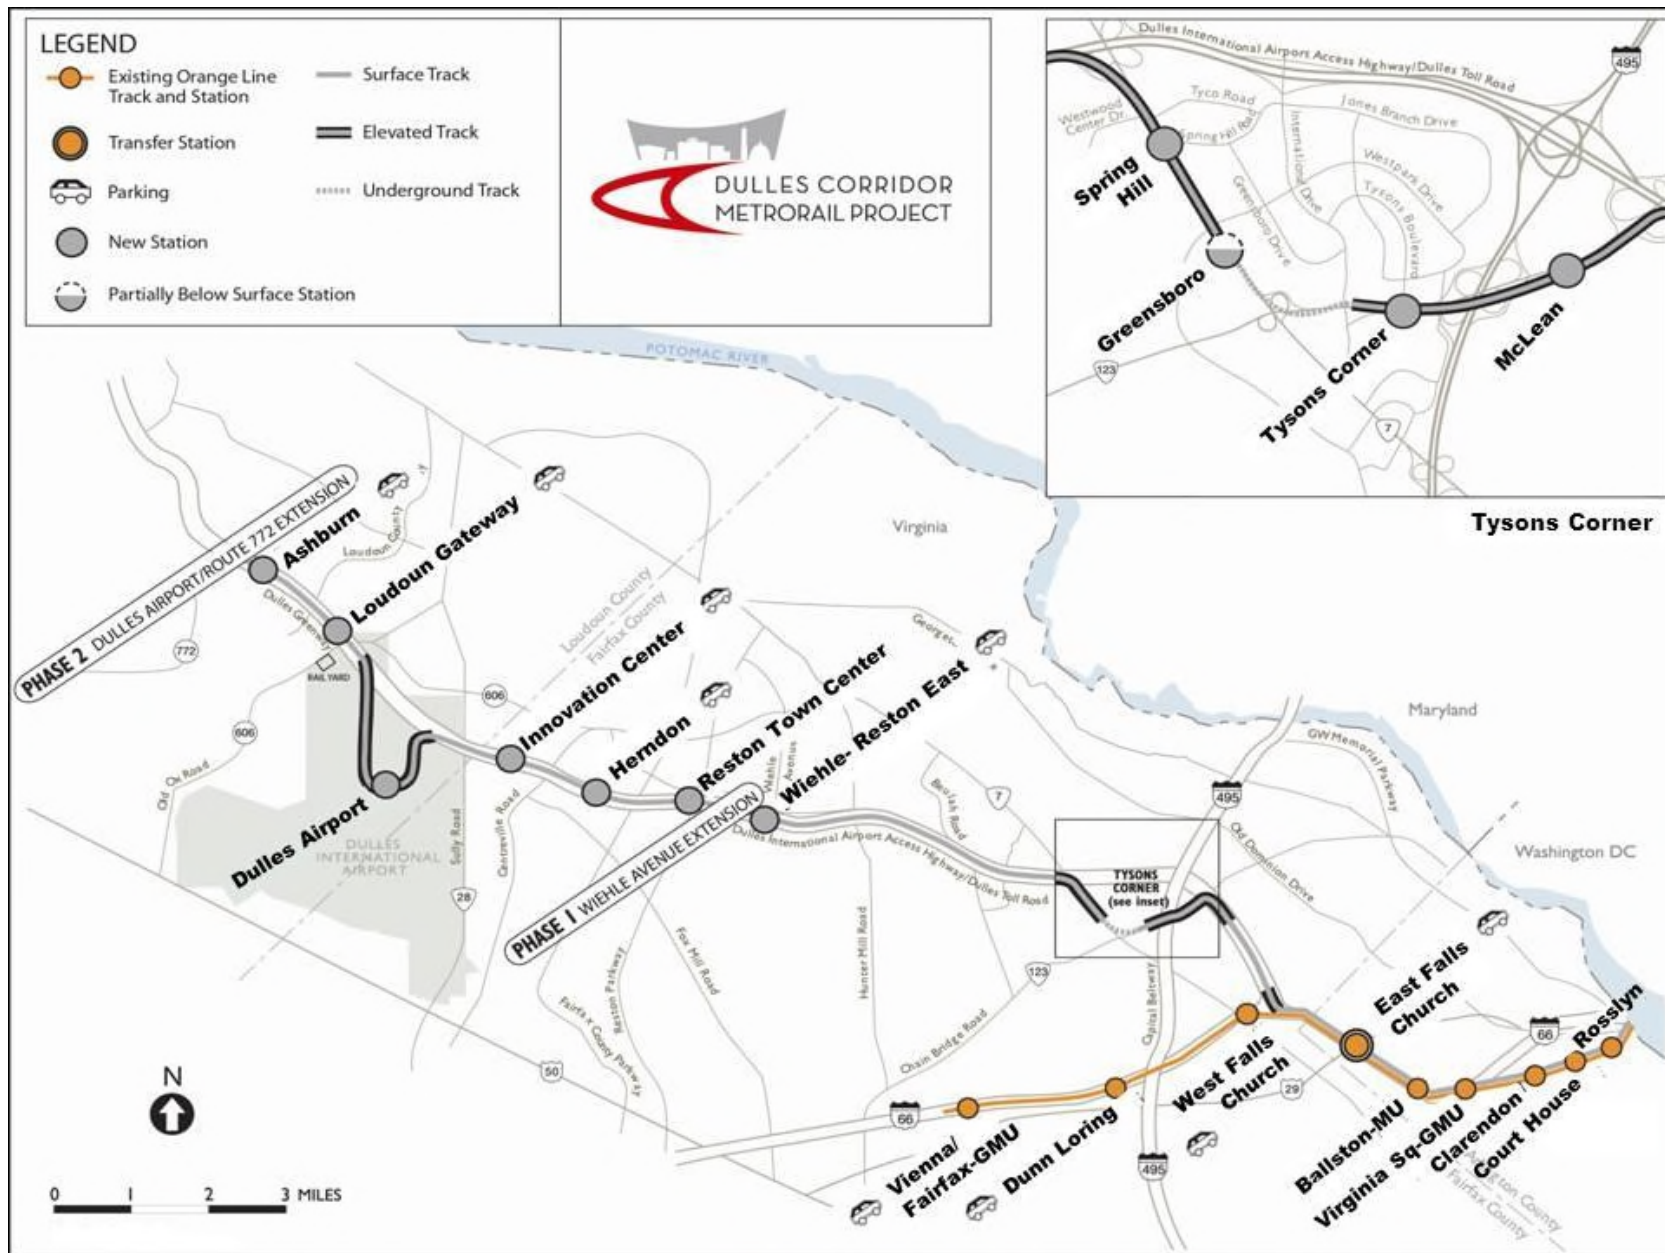 LEGEND
Existing Orange Line
Track and Station
Transfer Station
Parking
New Station
Partially Below Surface Station
Surface Track
Elevated Track
Underground Track
DULLES CORRIDOR
METRORAIL PROJECT
Dulles International Airport Access Highway/Dulles Toll Road
495
Westwood
Center Dr.
Tyco Road
Spring Hill Road
International Drive
Jones Branch Drive
Westpark Drive
Tysons Boulevard
Greensboro Drive
Spring
Hill
Greensboro
Tysons Corner
McLean
123
7
Tysons Corner
POTOMAC RIVER
Virginia
Maryland
Washington DC
PHASE 2 DULLES AIRPORT/ROUTE 772 EXTENSION
Ashburn
Loudoun Gateway
Loudoun County
Dulles Greenway
772
RAIL YARD
606
606
Old Ox Road
Loudoun County
Fairfax County
Innovation Center
Herndon
Reston Town Center
Wiehle- Reston East
Wiehle
Avenue
Dulles Airport
DULLES
INTERNATIONAL
AIRPORT
Sully Road
Centreville Road
28
PHASE 1 WIEHLE AVENUE EXTENSION
Dulles International Airport Access Highway/Dulles Toll Road
Beulah Road
7
TYSONS
CORNER
(see inset)
495
GW Memorial Parkway
Old Dominion Drive
Fox Mill Road
Reston Parkway
Fairfax County Parkway
Hunter Mill Road
123
Chain Bridge Road
Capital Beltway
50
66
495
29
66
East Falls
Church
West Falls
Church
Rosslyn
Court House
Clarendon
Virginia Sq-GMU
Ballston-MU
Dunn Loring
Vienna/
Fairfax-GMU
Arlington County
Fairfax County
N
0 1 2 3 MILES